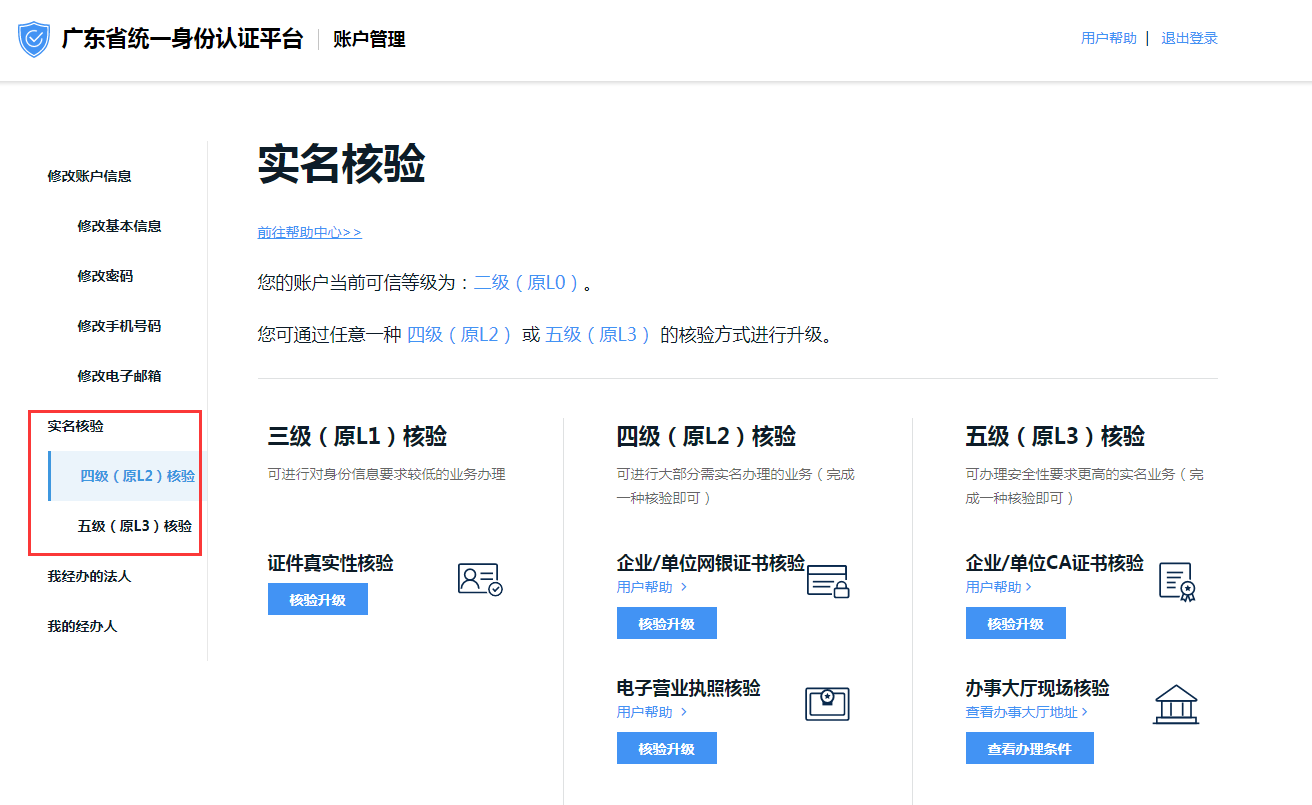 广东省统一身份认证平台 | 账户管理
用户帮助 | 退出登录
修改账户信息
修改基本信息
修改密码
修改手机号码
修改电子邮箱
实名核验
四级（原L2）核验
五级（原L3）核验
我经办的法人
我的经办人
实名核验
前往帮助中心>>
您的账户当前可信等级为：二级（原L0）。
您可通过任意一种 四级（原L2） 或 五级（原L3） 的核验方式进行升级。
三级（原L1）核验
可进行对身份信息要求较低的业务办理
证件真实性核验
核验升级
四级（原L2）核验
可进行大部分需实名办理的业务（完成
一种核验即可）
企业/单位网银证书核验
用户帮助 >
核验升级
电子营业执照核验
用户帮助 >
核验升级
五级（原L3）核验
可办理安全性要求更高的实名业务（完
成一种核验即可）
企业/单位CA证书核验
用户帮助 >
核验升级
办事大厅现场核验
查看办事大厅地址 >
查看办理条件